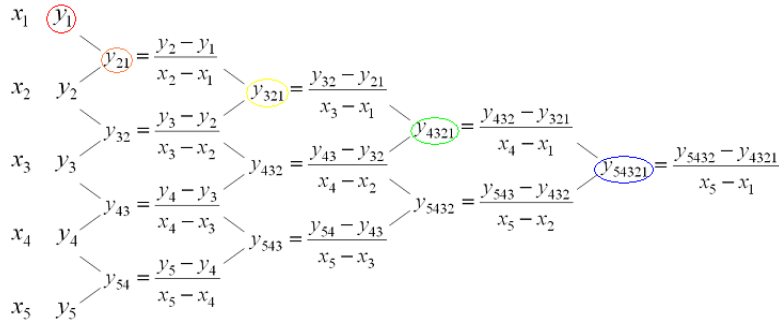 x₁ y₁
y₂₁ = (y₂ − y₁)/(x₂ − x₁)
x₂ y₂ y₃₂₁ = (y₃₂ − y₂₁)/(x₃ − x₁)
y₃₂ = (y₃ − y₂)/(x₃ − x₂) y₄₃₂₁ = (y₄₃₂ − y₃₂₁)/(x₄ − x₁)
x₃ y₃ y₄₃₂ = (y₄₃ − y₃₂)/(x₄ − x₂) y₅₄₃₂₁ = (y₅₄₃₂ − y₄₃₂₁)/(x₅ − x₁)
y₄₃ = (y₄ − y₃)/(x₄ − x₃) y₅₄₃₂ = (y₅₄₃ − y₄₃₂)/(x₅ − x₂)
x₄ y₄ y₅₄₃ = (y₅₄ − y₄₃)/(x₅ − x₃)
y₅₄ = (y₅ − y₄)/(x₅ − x₄)
x₅ y₅